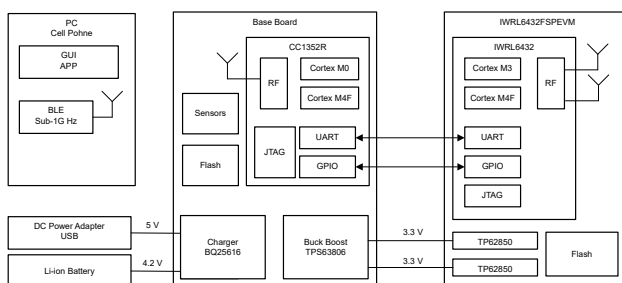 PC
Cell Pohne
GUI
APP
BLE
Sub-1G Hz
DC Power Adapter
USB
Li-ion Battery
5 V
4.2 V
Base Board
CC1352R
RF
Cortex M0
Cortex M4F
Sensors
Flash
JTAG
UART
GPIO
Charger
BQ25616
Buck Boost
TPS63806
3.3 V
3.3 V
IWRL6432FSPEVM
IWRL6432
Cortex M3
Cortex M4F
RF
UART
GPIO
JTAG
TP62850
TP62850
Flash